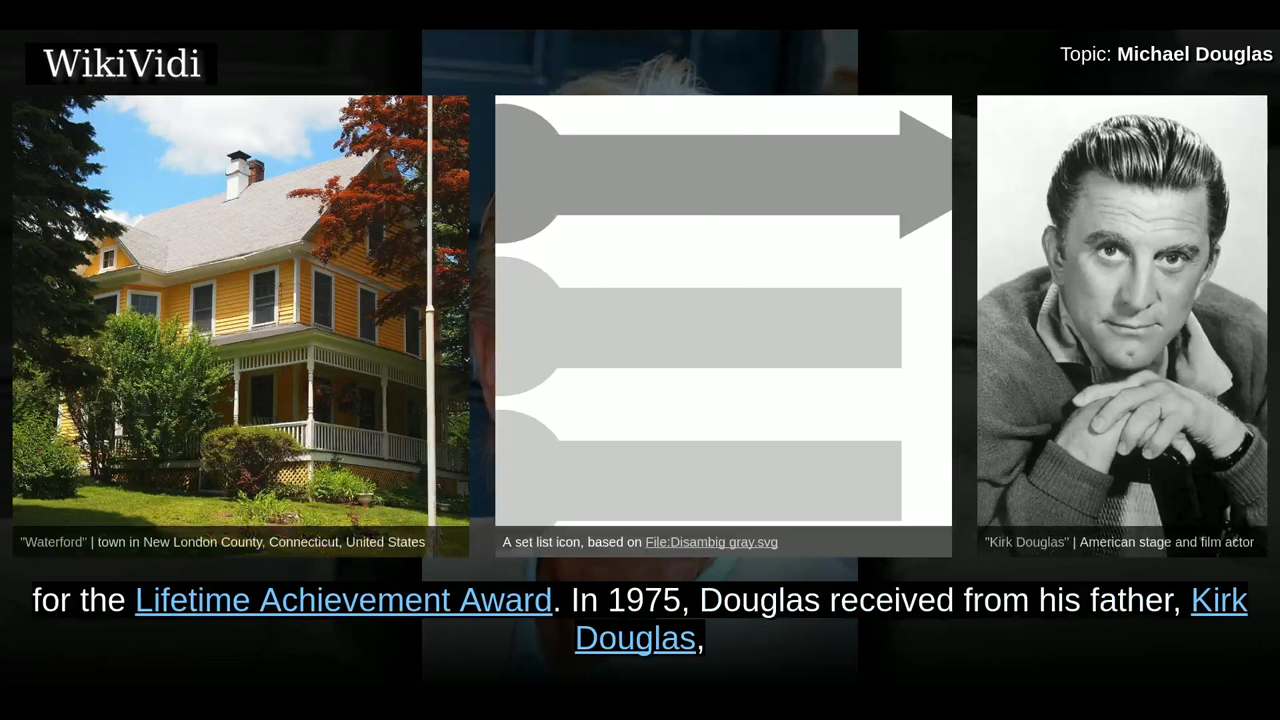 WikiVidi
Topic: Michael Douglas
"Waterford" | town in New London County, Connecticut, United States
A set list icon, based on File:Disambig gray.svg
"Kirk Douglas" | American stage and film actor
for the Lifetime Achievement Award. In 1975, Douglas received from his father, Kirk
Douglas,